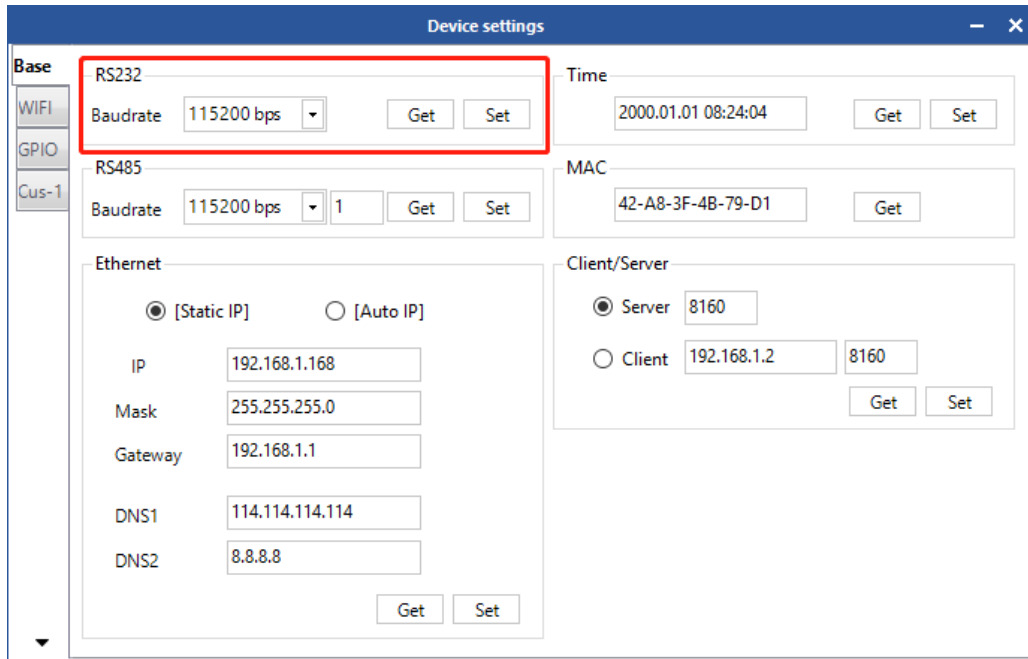 Device settings
Base
WIFI
GPIO
Cus-1
RS232
Baudrate 115200 bps Get Set
RS485
Baudrate 115200 bps 1 Get Set
Ethernet
[Static IP] [Auto IP]
IP 192.168.1.168
Mask 255.255.255.0
Gateway 192.168.1.1
DNS1 114.114.114.114
DNS2 8.8.8.8
Get Set
Time
2000.01.01 08:24:04 Get Set
MAC
42-A8-3F-4B-79-D1 Get
Client/Server
Server 8160
Client 192.168.1.2 8160
Get Set